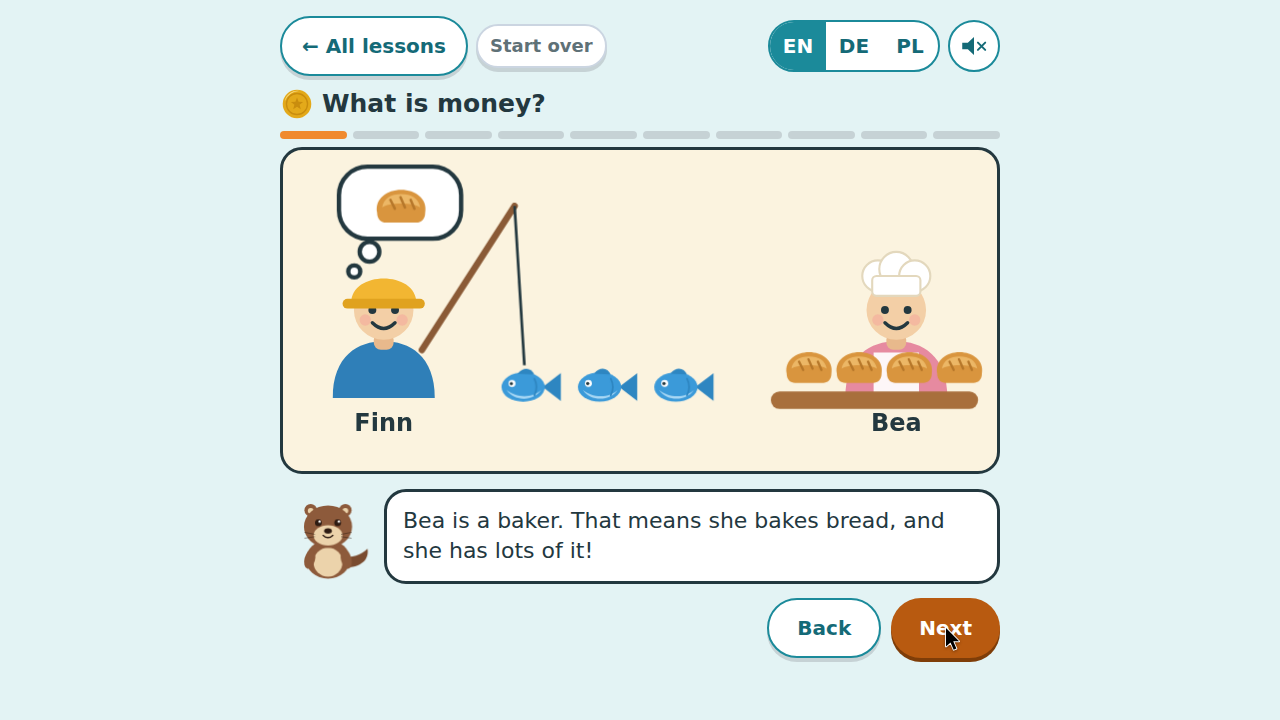 ← All lessons
Start over
EN DE PL
What is money?
Finn
Bea
Bea is a baker. That means she bakes bread, and
she has lots of it!
Back
Next